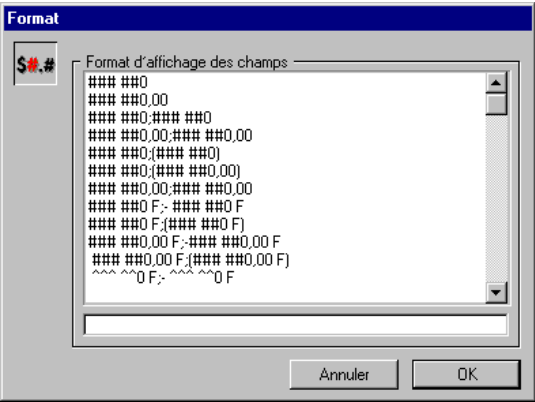 Format
$#.#
Format d'affichage des champs
### ##0
### ##0,00
### ##0;### ##0
### ##0,00;### ##0,00
### ##0;(### ##0)
### ##0;(### ##0,00)
### ##0,00;### ##0,00
### ##0 F;- ### ##0 F
### ##0 F;(### ##0 F)
### ##0,00 F;-### ##0,00 F
### ##0,00 F;(### ##0,00 F)
^^^ ^^0 F;- ^^^ ^^0 F
Annuler
OK